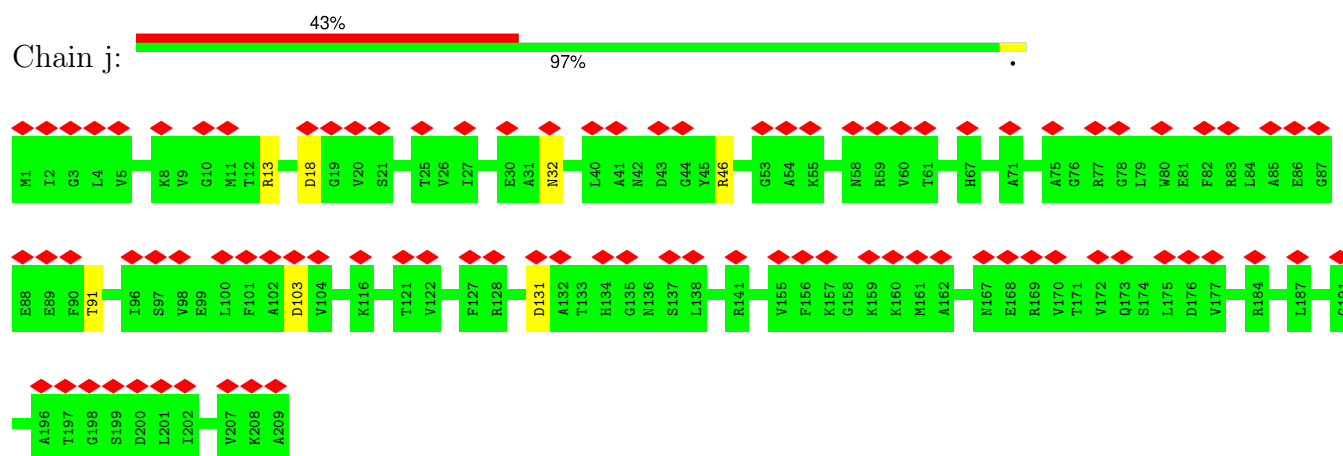 43%
Chain j:
97%
•
M1 I2 G3 L4 V5 K8 V9 G10 M11 T12 R13 D18 G19 V20 S21 T25 V26 I27 E30 A31 N32 L40 A41 N42 D43 G44 Y45 R46 G53 A54 K55 N58 R59 V60 T61 H67 A71 A75 G76 R77 G78 L79 W80 E81 F82 R83 L84 A85 E86 G87
E88 E89 F90 T91 I96 S97 V98 E99 L100 F101 A102 D103 V104 K116 T121 V122 F127 R128 D131 A132 T133 H134 G135 N136 S137 L138 R141 V155 F156 K157 G158 K159 K160 M161 A162 N167 E168 R169 V170 T171 V172 Q173 S174 L175 D176 V177 R184 L187
A196 T197 G198 S199 D200 L201 I202 V207 K208 A209